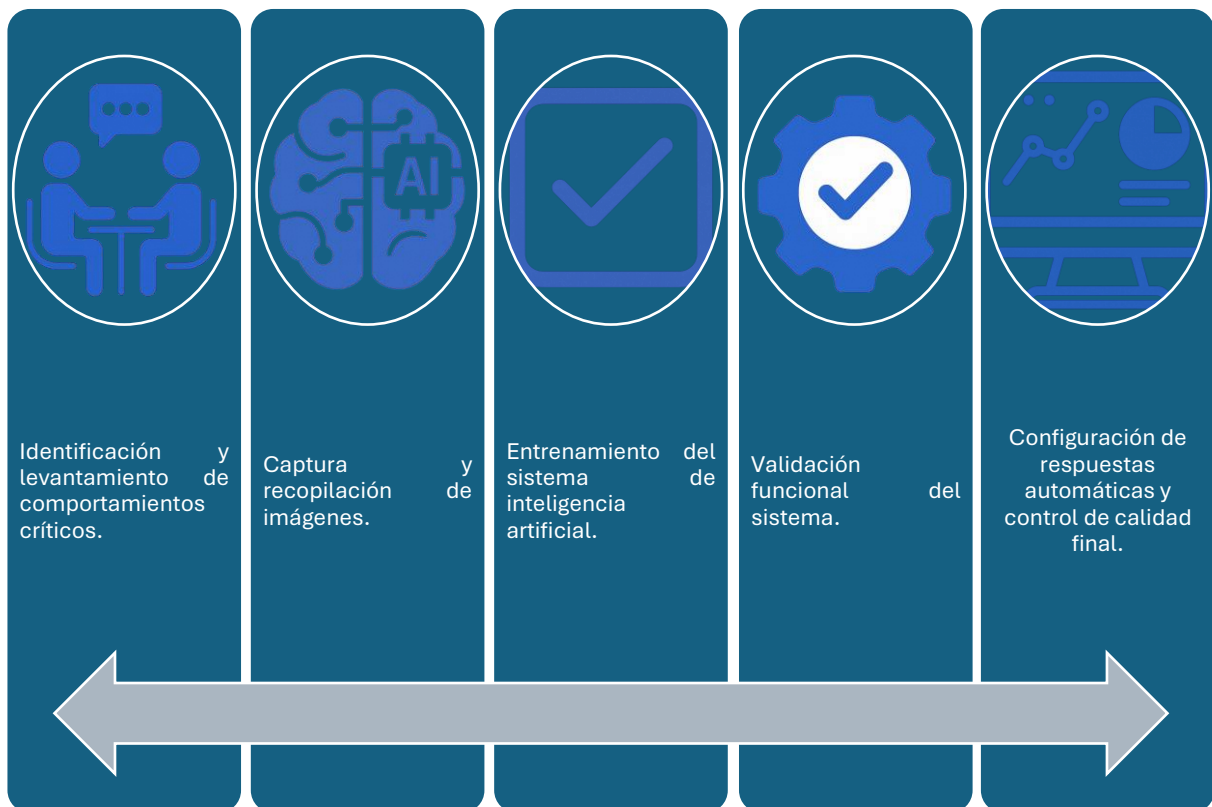 AI
Identificación y
levantamiento de
comportamientos
críticos.
Captura y
recopilación de
imágenes.
Entrenamiento del
sistema de
inteligencia
artificial.
Validación
funcional del
sistema.
Configuración de
respuestas
automáticas y
control de calidad
final.